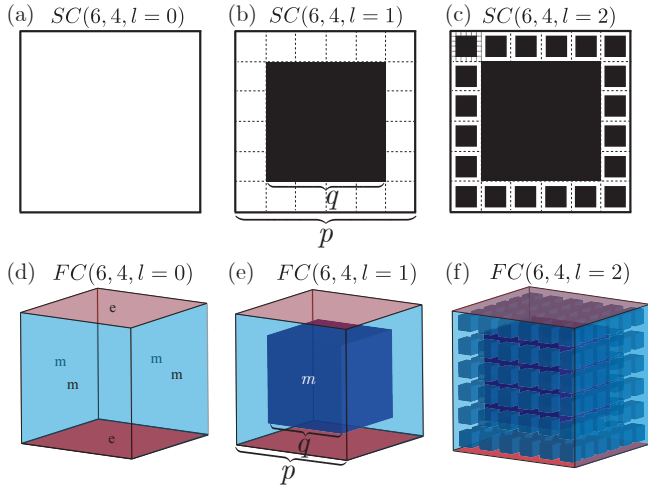 (a) SC(6, 4, l = 0)
(b) SC(6, 4, l = 1)
(c) SC(6, 4, l = 2)
q
p
(d) FC(6, 4, l = 0)
(e) FC(6, 4, l = 1)
(f) FC(6, 4, l = 2)
e
m
m
m
m
e
m
q
p